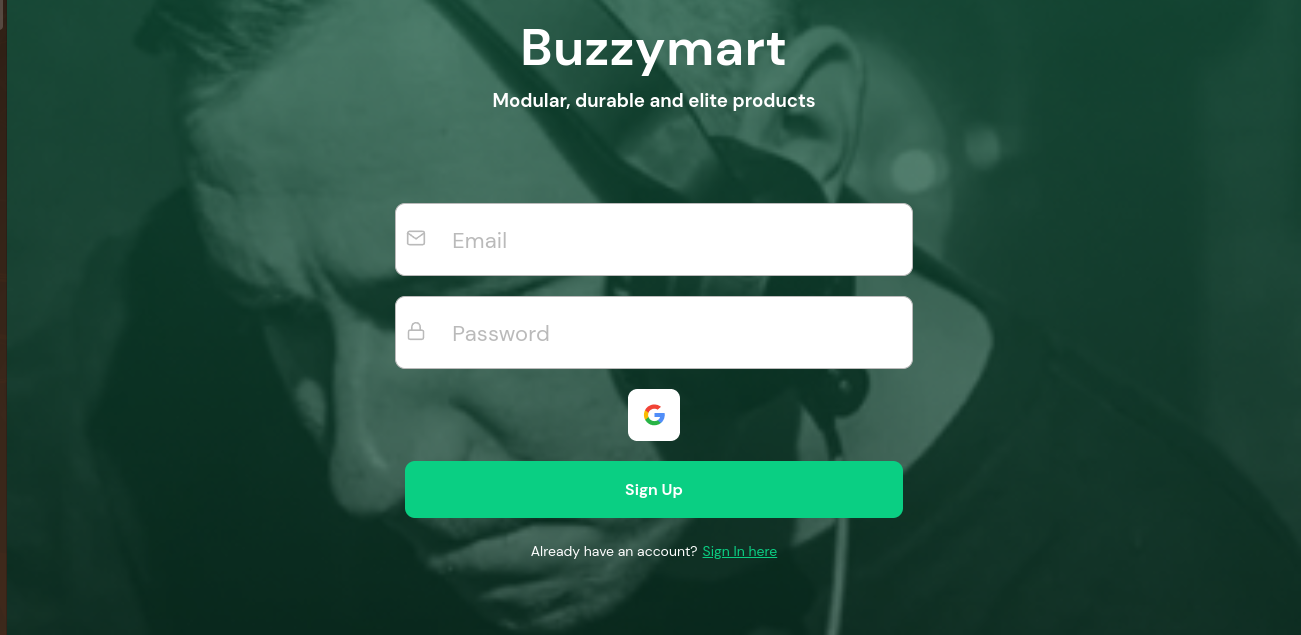 Buzzymart
Modular, durable and elite products
Email
Password
Sign Up
Already have an account? Sign In here